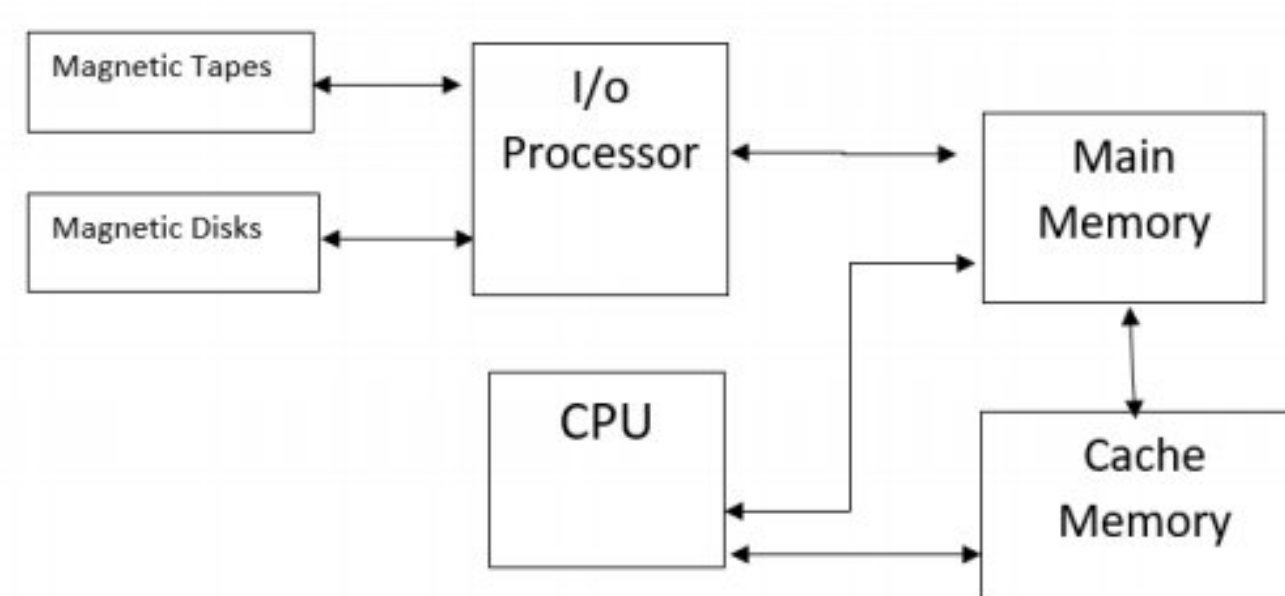 Magnetic Tapes
I/o
Processor
Main
Memory
Magnetic Disks
CPU
Cache
Memory